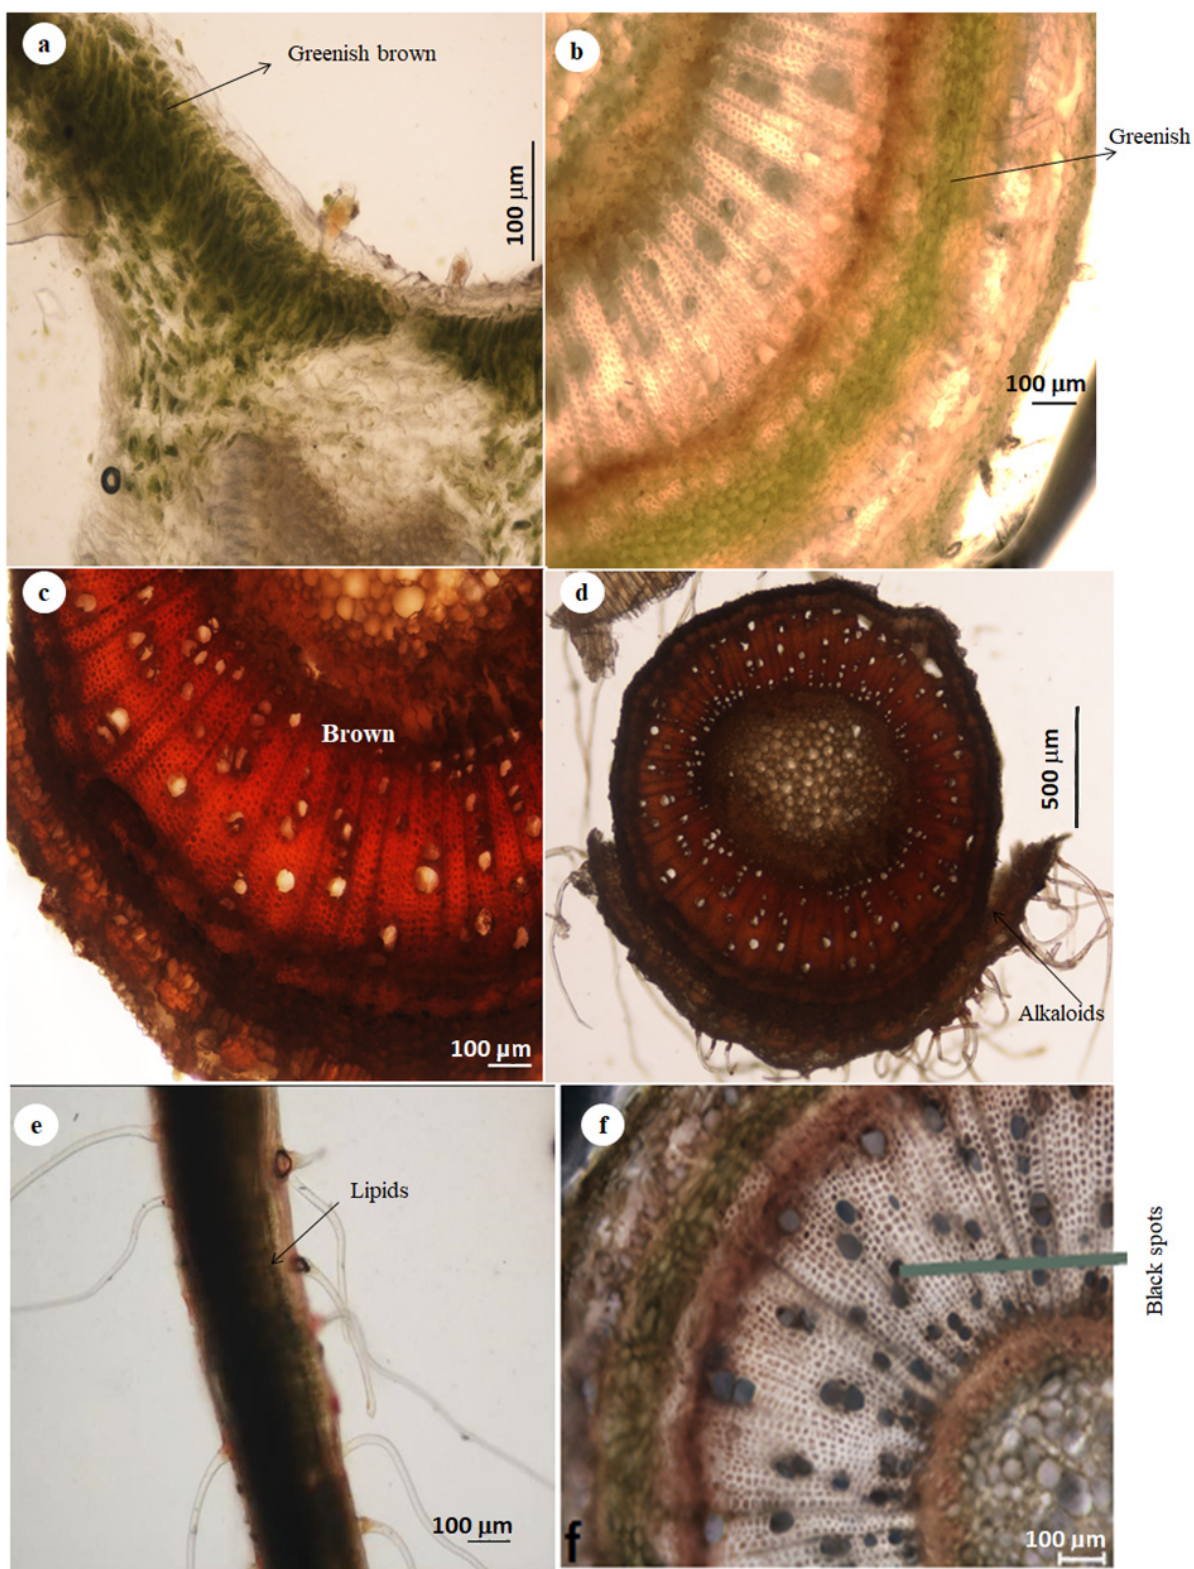 a
Greenish brown
100 µm
b
Greenish
100 µm
c
Brown
100 µm
d
500 µm
Alkaloids
e
Lipids
100 µm
f
Black spots
f
100 µm